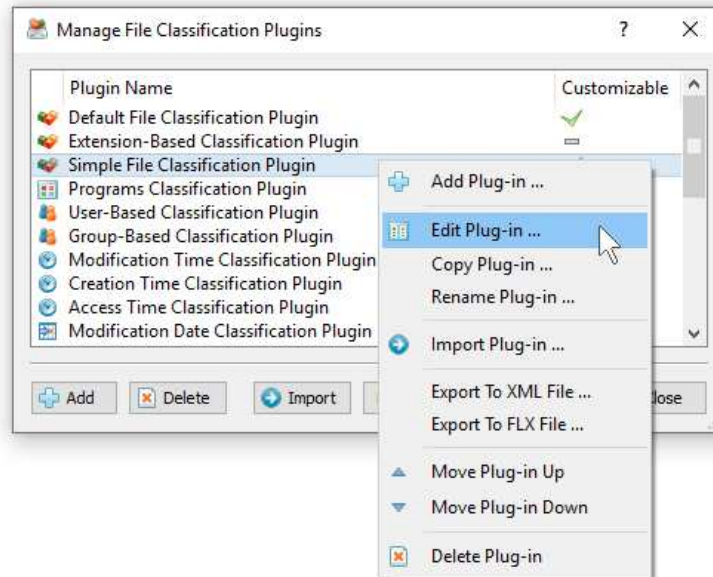 Manage File Classification Plugins
?
Plugin Name Customizable
Default File Classification Plugin
Extension-Based Classification Plugin
Simple File Classification Plugin
Programs Classification Plugin
User-Based Classification Plugin
Group-Based Classification Plugin
Modification Time Classification Plugin
Creation Time Classification Plugin
Access Time Classification Plugin
Modification Date Classification Plugin
Add Delete Import
Add Plug-in ...
Edit Plug-in ...
Copy Plug-in ...
Rename Plug-in ...
Import Plug-in ...
Export To XML File ...
Export To FLX File ...
Move Plug-in Up
Move Plug-in Down
Delete Plug-in